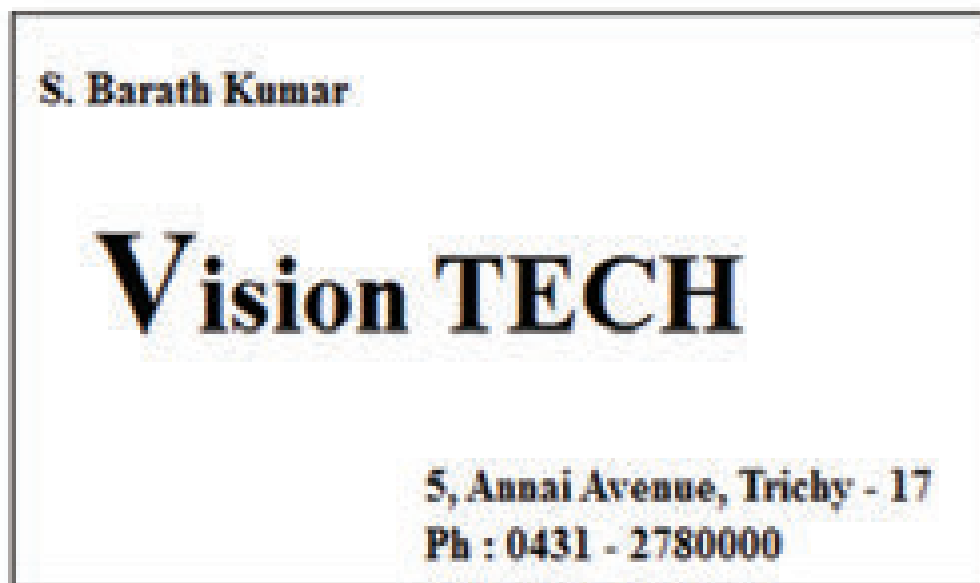 S. Barath Kumar
Vision TECH
5, Annai Avenue, Trichy - 17
Ph : 0431 - 2780000